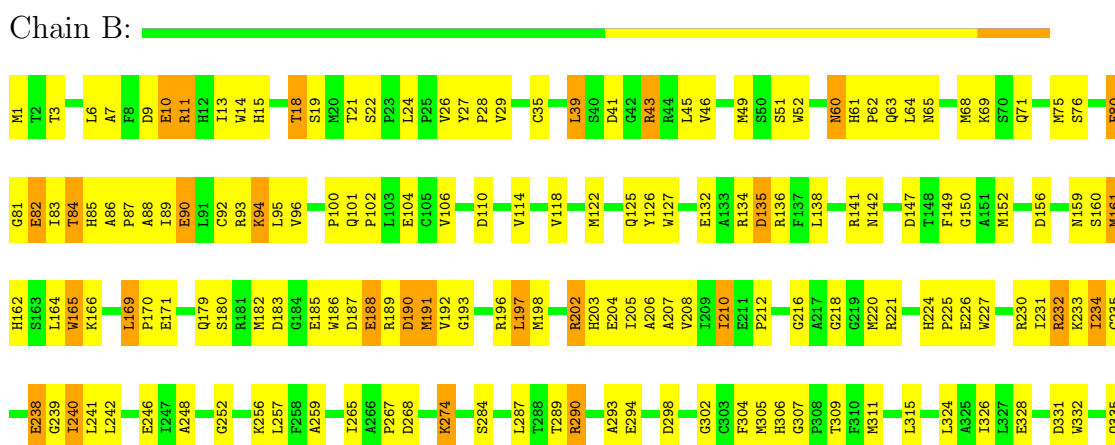 Chain B:
M1 T2 T3 L6 A7 F8 D9 E10 R11 H12 I13 W14 H15 T18 S19 M20 T21 S22 P23 L24 P25 V26 Y27 P28 V29 C35 L39 S40 D41 G42 R43 R44 L45 V46 M49 S50 S51 W52 N60 H61 P62 Q63 L64 N65 M68 K69 S70 Q71 M75 S76
G81 E82 I83 T84 H85 A86 P87 A88 I89 E90 L91 C92 R93 K94 L95 V96 P100 Q101 P102 L103 E104 C105 V106 D110 V114 V118 M122 Q125 Y126 W127 E132 A133 R134 D135 R136 F137 L138 R141 N142 D147 T148 F149 G150 A151 M152 D156 N159 S160
H162 S163 L164 W165 K166 L169 P170 E171 Q179 S180 R181 M182 D183 G184 E185 W186 D187 E188 R189 D190 M191 V192 G193 R196 L197 M198 R202 H203 E204 I205 A206 A207 V208 I209 I210 E211 P212 G216 A217 G218 G219 M220 R221 H224 P225 E226 W227 R230 I231 R232 K233 I234
E238 G239 I240 L241 L242 E246 I247 A248 G252 K256 L257 F258 A259 I265 A266 P267 D268 K274 S284 L287 T288 T289 R290 A293 E294 D298 G302 C303 F304 M305 H306 G307 P308 T309 F310 M311 L315 L324 A325 I326 L327 E328 D331 W332